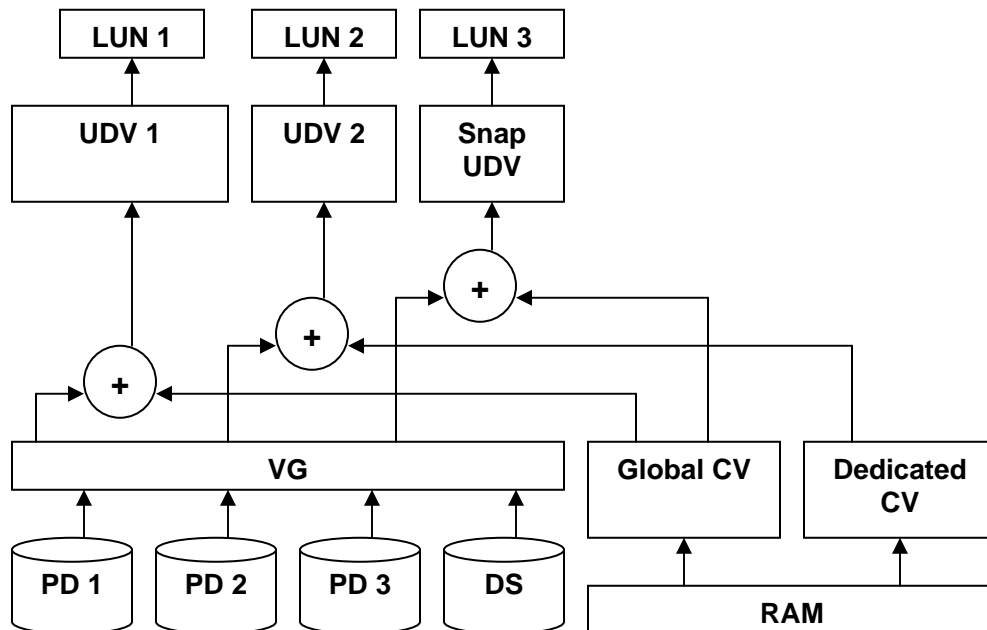 LUN 1
LUN 2
LUN 3
UDV 1
UDV 2
Snap
UDV
+
+
+
VG
Global CV
Dedicated
CV
PD 1
PD 2
PD 3
DS
RAM